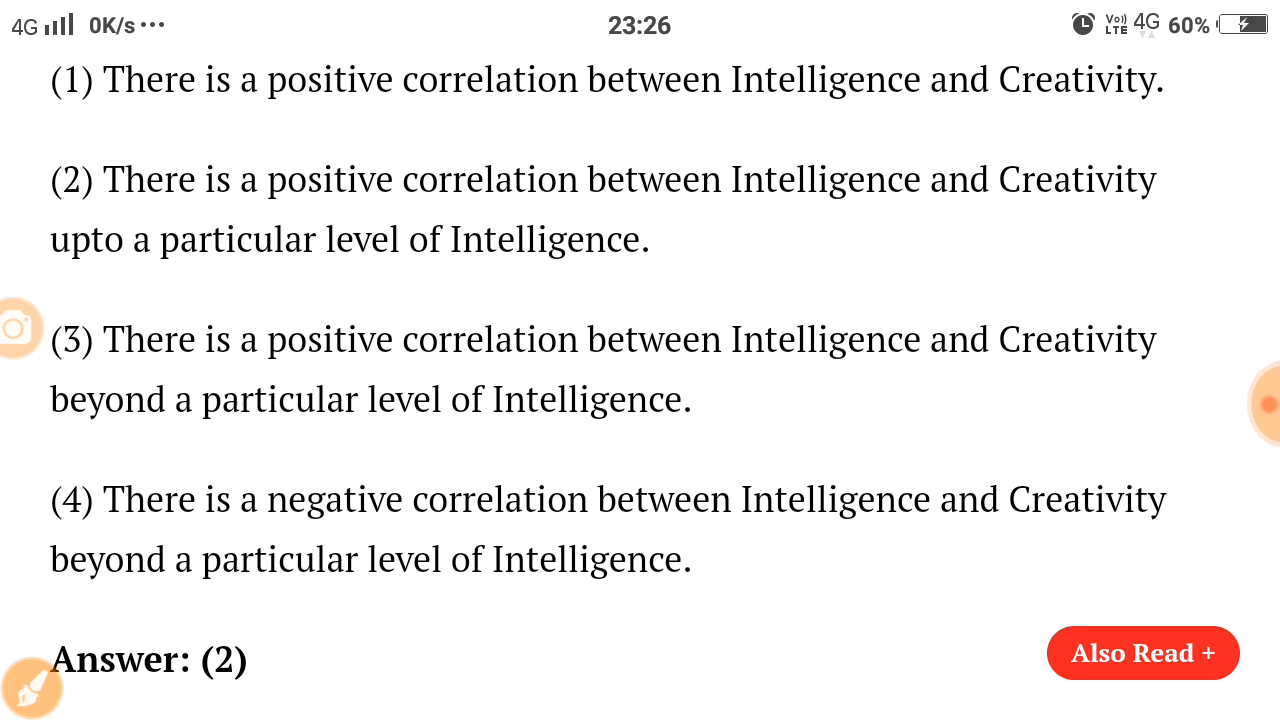 4G 0K/s ··· 23:26 Vo)) LTE 4G 60%
(1) There is a positive correlation between Intelligence and Creativity.
(2) There is a positive correlation between Intelligence and Creativity
upto a particular level of Intelligence.
(3) There is a positive correlation between Intelligence and Creativity
beyond a particular level of Intelligence.
(4) There is a negative correlation between Intelligence and Creativity
beyond a particular level of Intelligence.
Answer: (2)
Also Read +